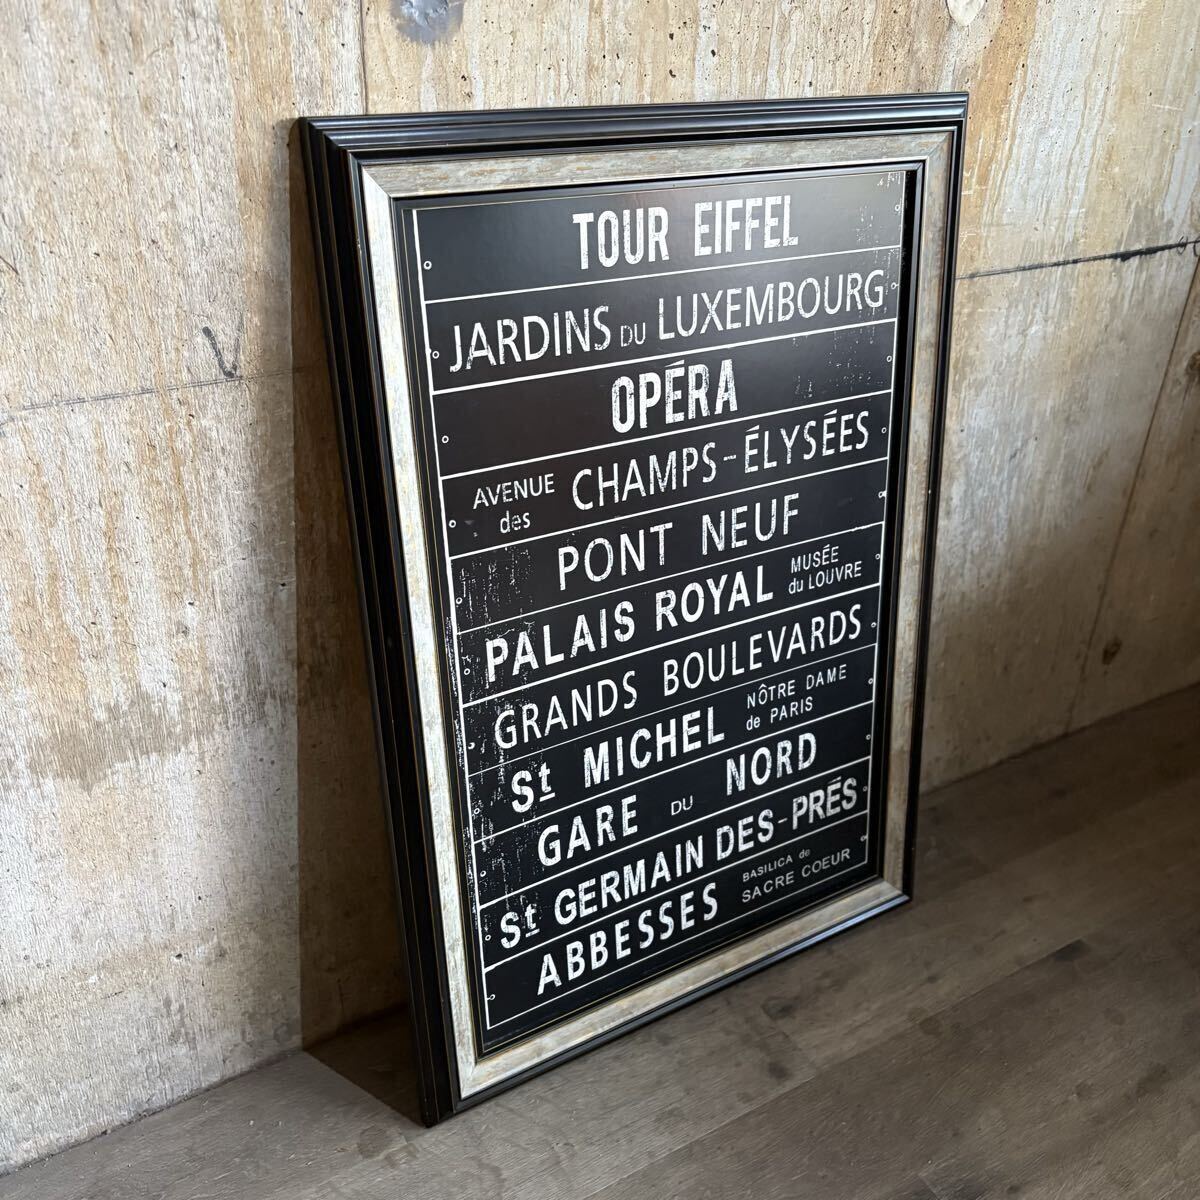 TOUR EIFFEL
JARDINS DU LUXEMBOURG
OPÉRA
AVENUE des CHAMPS-ÉLYSÉES
PONT NEUF
PALAIS ROYAL MUSÉE du LOUVRE
GRANDS BOULEVARDS
St MICHEL NÔTRE DAME de PARIS
GARE DU NORD
St GERMAIN DES-PRÉS
ABBESSES BASILICA de SACRE COEUR